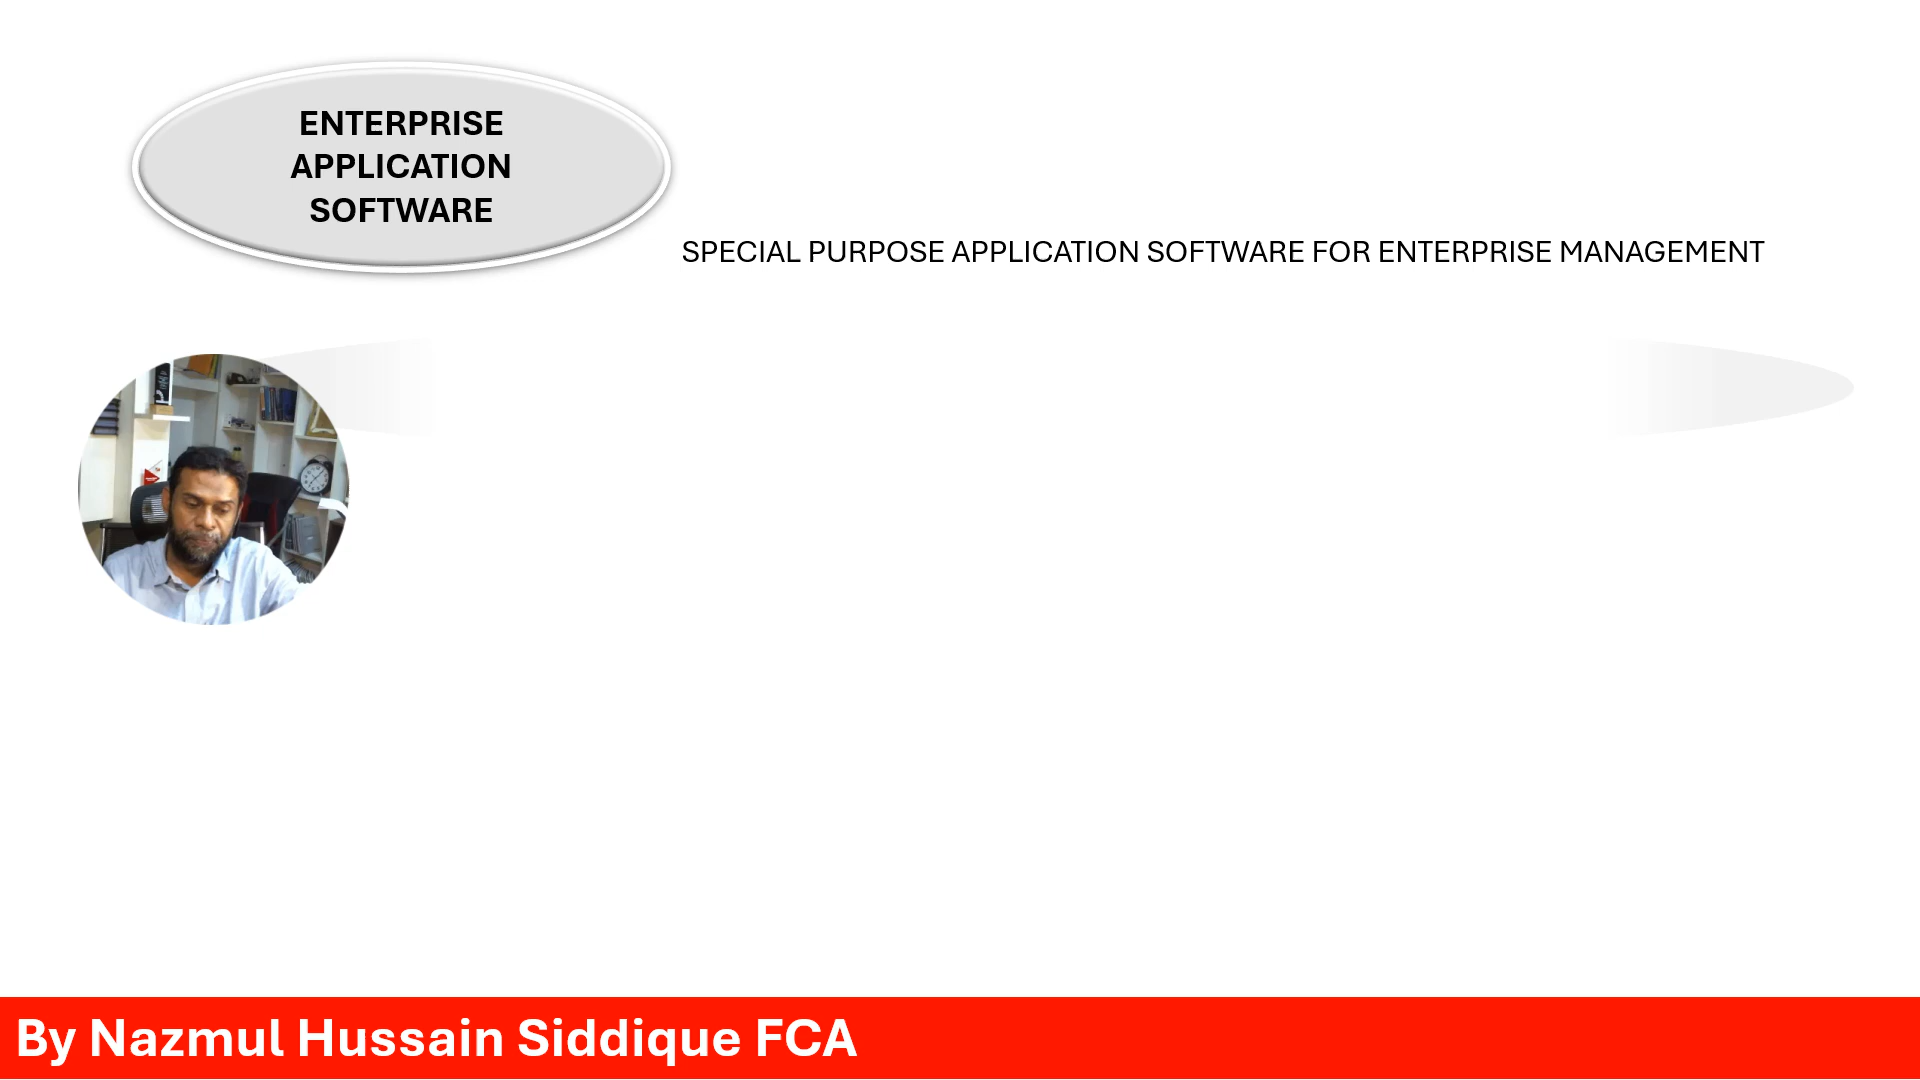 ENTERPRISE
APPLICATION
SOFTWARE
SPECIAL PURPOSE APPLICATION SOFTWARE FOR ENTERPRISE MANAGEMENT
By Nazmul Hussain Siddique FCA